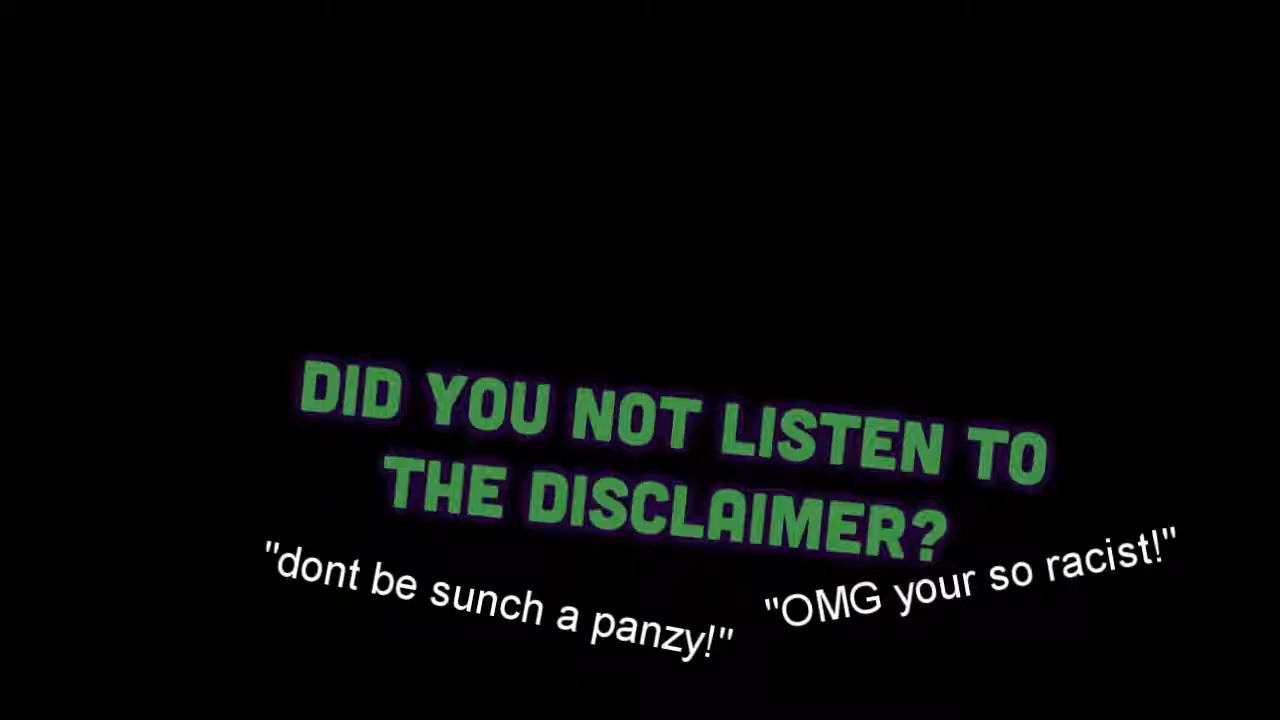 DID YOU NOT LISTEN TO
THE DISCLAIMER?
"dont be sunch a panzy!"
"OMG your so racist!"